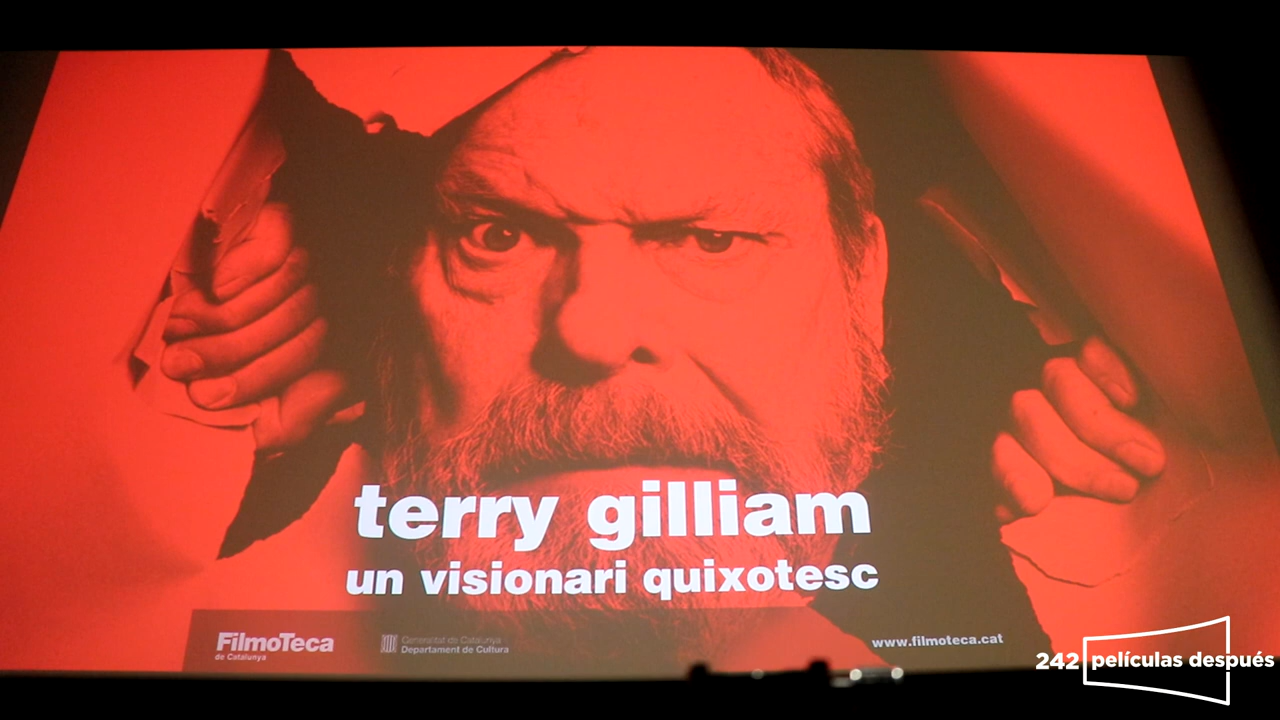 terry gilliam
un visionari quixotesc
FilmoTeca
de Catalunya
Generalitat de Catalunya
Departament de Cultura
www.filmoteca.cat
242 películas después